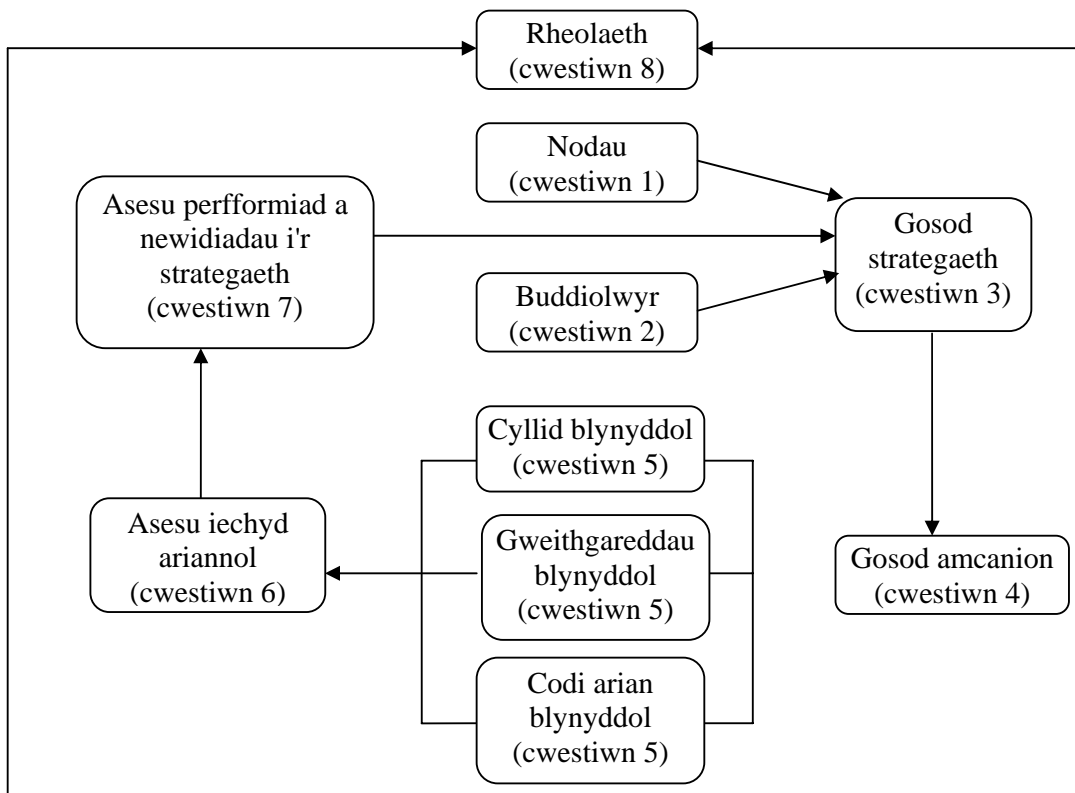 Rheolaeth
(cwestiwn 8)
Nodau
(cwestiwn 1)
Asesu perfformiad a
newidiadau i'r
strategaeth
(cwestiwn 7)
Gosod
strategaeth
(cwestiwn 3)
Buddiolwyr
(cwestiwn 2)
Cyllid blynyddol
(cwestiwn 5)
Asesu iechyd
ariannol
(cwestiwn 6)
Gweithgareddau
blynyddol
(cwestiwn 5)
Gosod amcanion
(cwestiwn 4)
Codi arian
blynyddol
(cwestiwn 5)